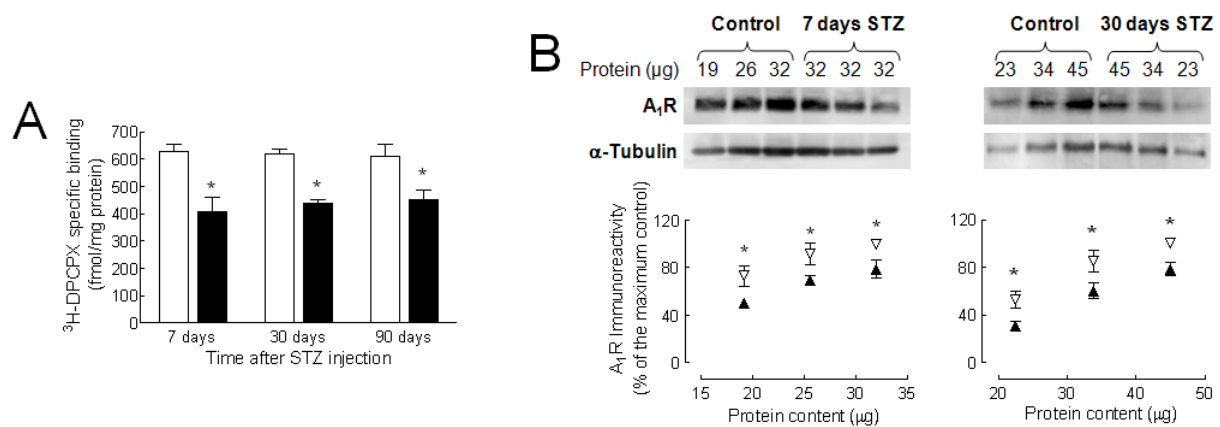 A
³H-DPCPX specific binding
(fmol/mg protein)
700
600
500
400
300
200
100
0
* * *
7 days 30 days 90 days
Time after STZ injection
B
Control 7 days STZ
Protein (μg) 19 26 32 32 32 32
A₁R
α-Tubulin
Control 30 days STZ
23 34 45 45 34 23
A₁R Immunoreactivity
(% of the maximum control)
120
80
40
0
* * *
15 20 25 30 35
Protein content (μg)
120
80
40
0
* * *
20 30 40 50
Protein content (μg)